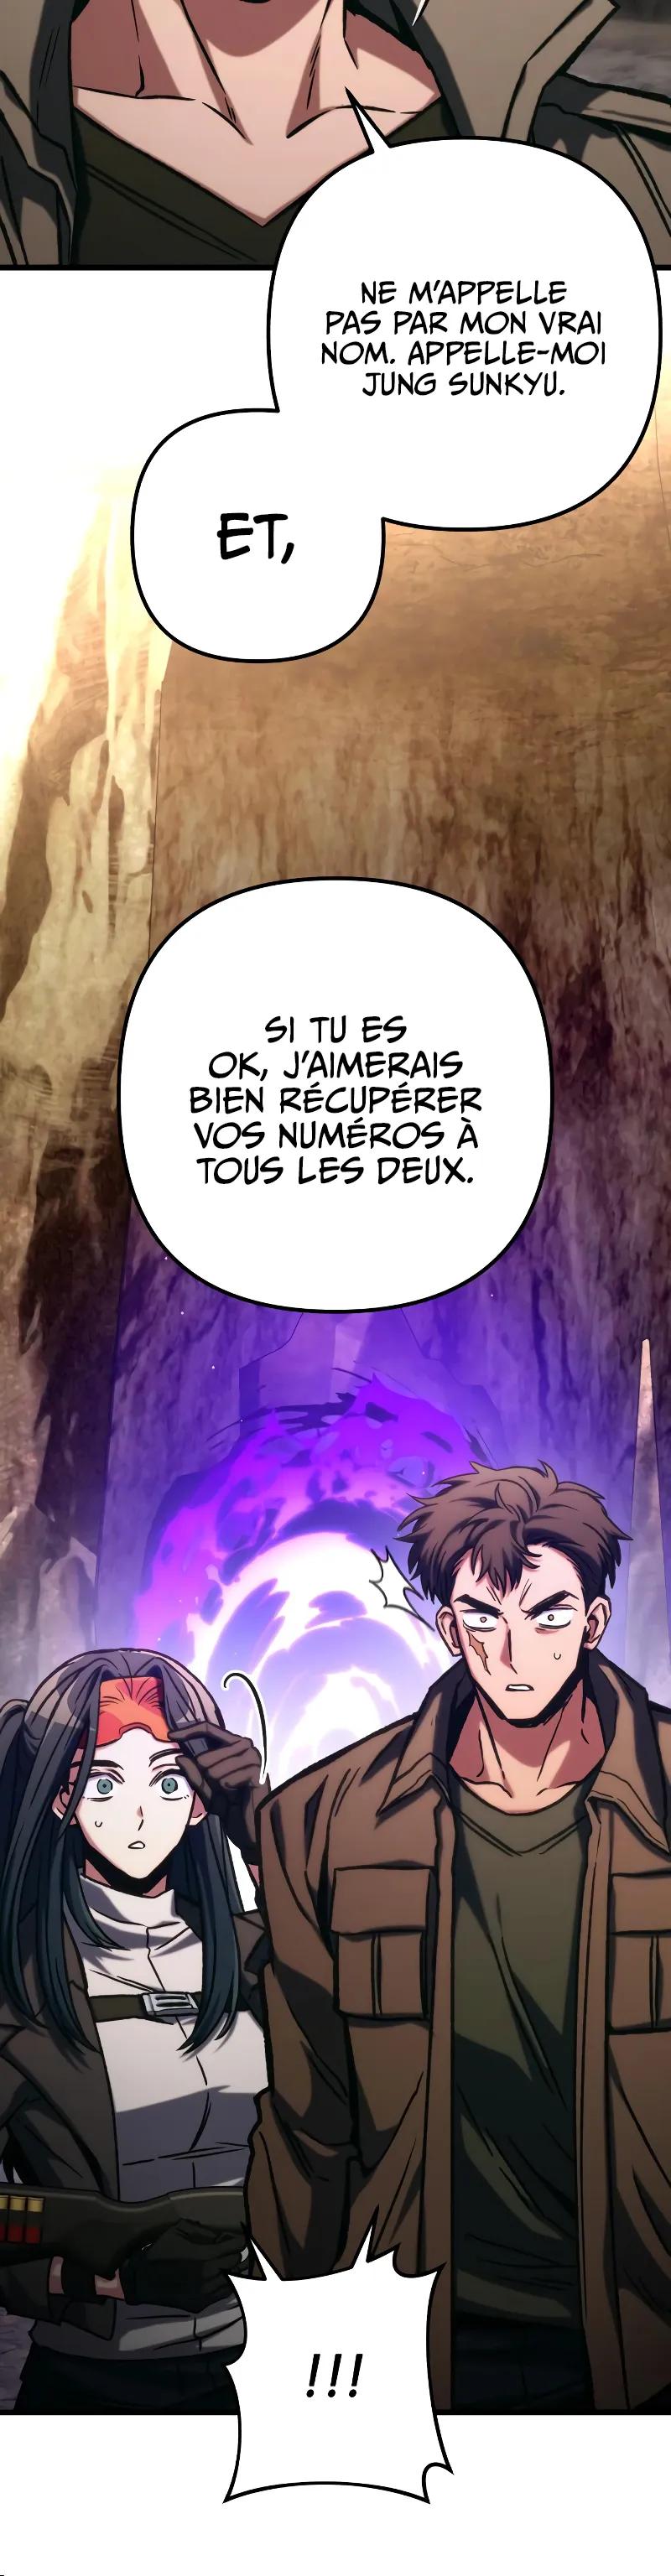 NE M'APPELLE
PAS PAR MON VRAI
NOM. APPELLE-MOI
JUNG SUNKYU.
ET,
SI TU ES
OK, J'AIMERAIS
BIEN RÉCUPÉRER
VOS NUMÉROS À
TOUS LES DEUX.
!!!